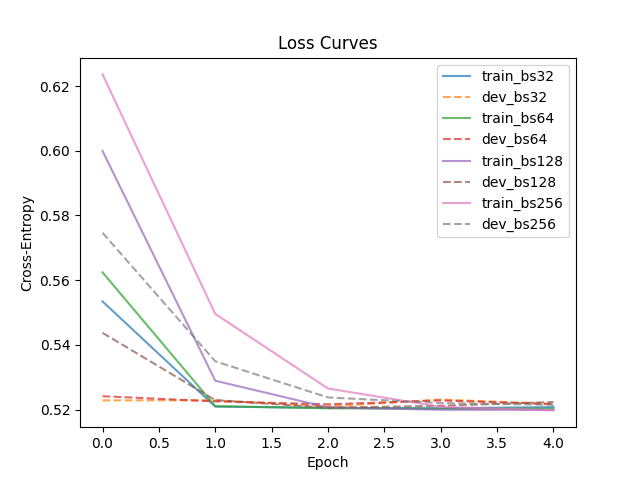 Loss Curves
Cross-Entropy
0.62
0.60
0.58
0.56
0.54
0.52
train_bs32
dev_bs32
train_bs64
dev_bs64
train_bs128
dev_bs128
train_bs256
dev_bs256
0.0 0.5 1.0 1.5 2.0 2.5 3.0 3.5 4.0
Epoch